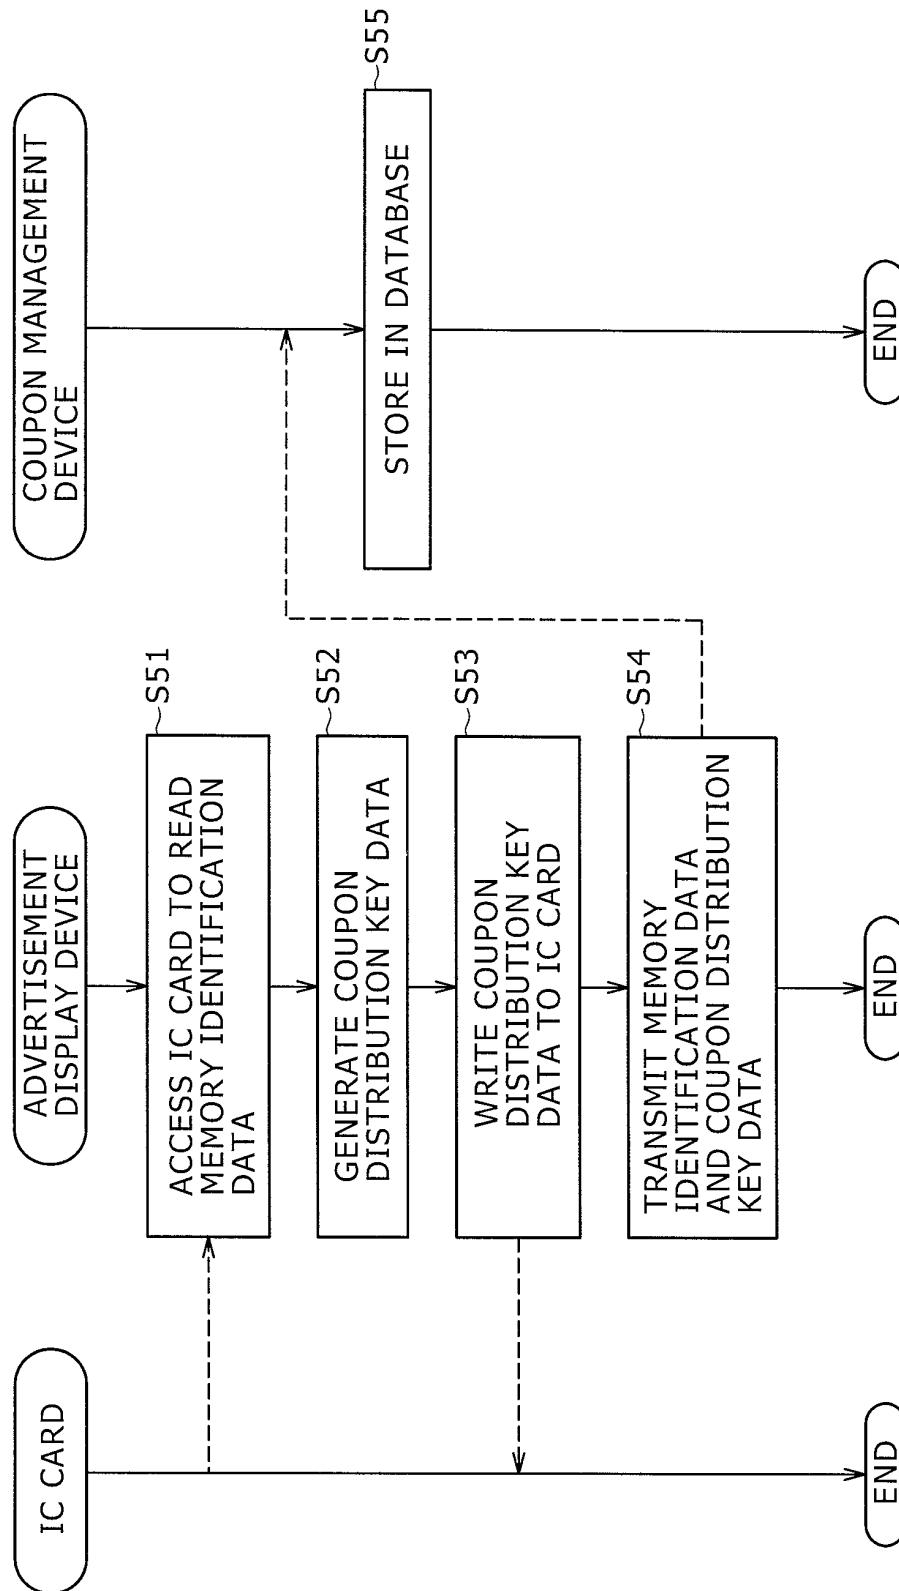 IC CARD
END
ADVERTISEMENT
DISPLAY DEVICE
S51
ACCESS IC CARD TO READ
MEMORY IDENTIFICATION
DATA
S52
GENERATE COUPON
DISTRIBUTION KEY DATA
S53
WRITE COUPON
DISTRIBUTION KEY
DATA TO IC CARD
S54
TRANSMIT MEMORY
IDENTIFICATION DATA
AND COUPON DISTRIBUTION
KEY DATA
END
COUPON MANAGEMENT
DEVICE
S55
STORE IN DATABASE
END